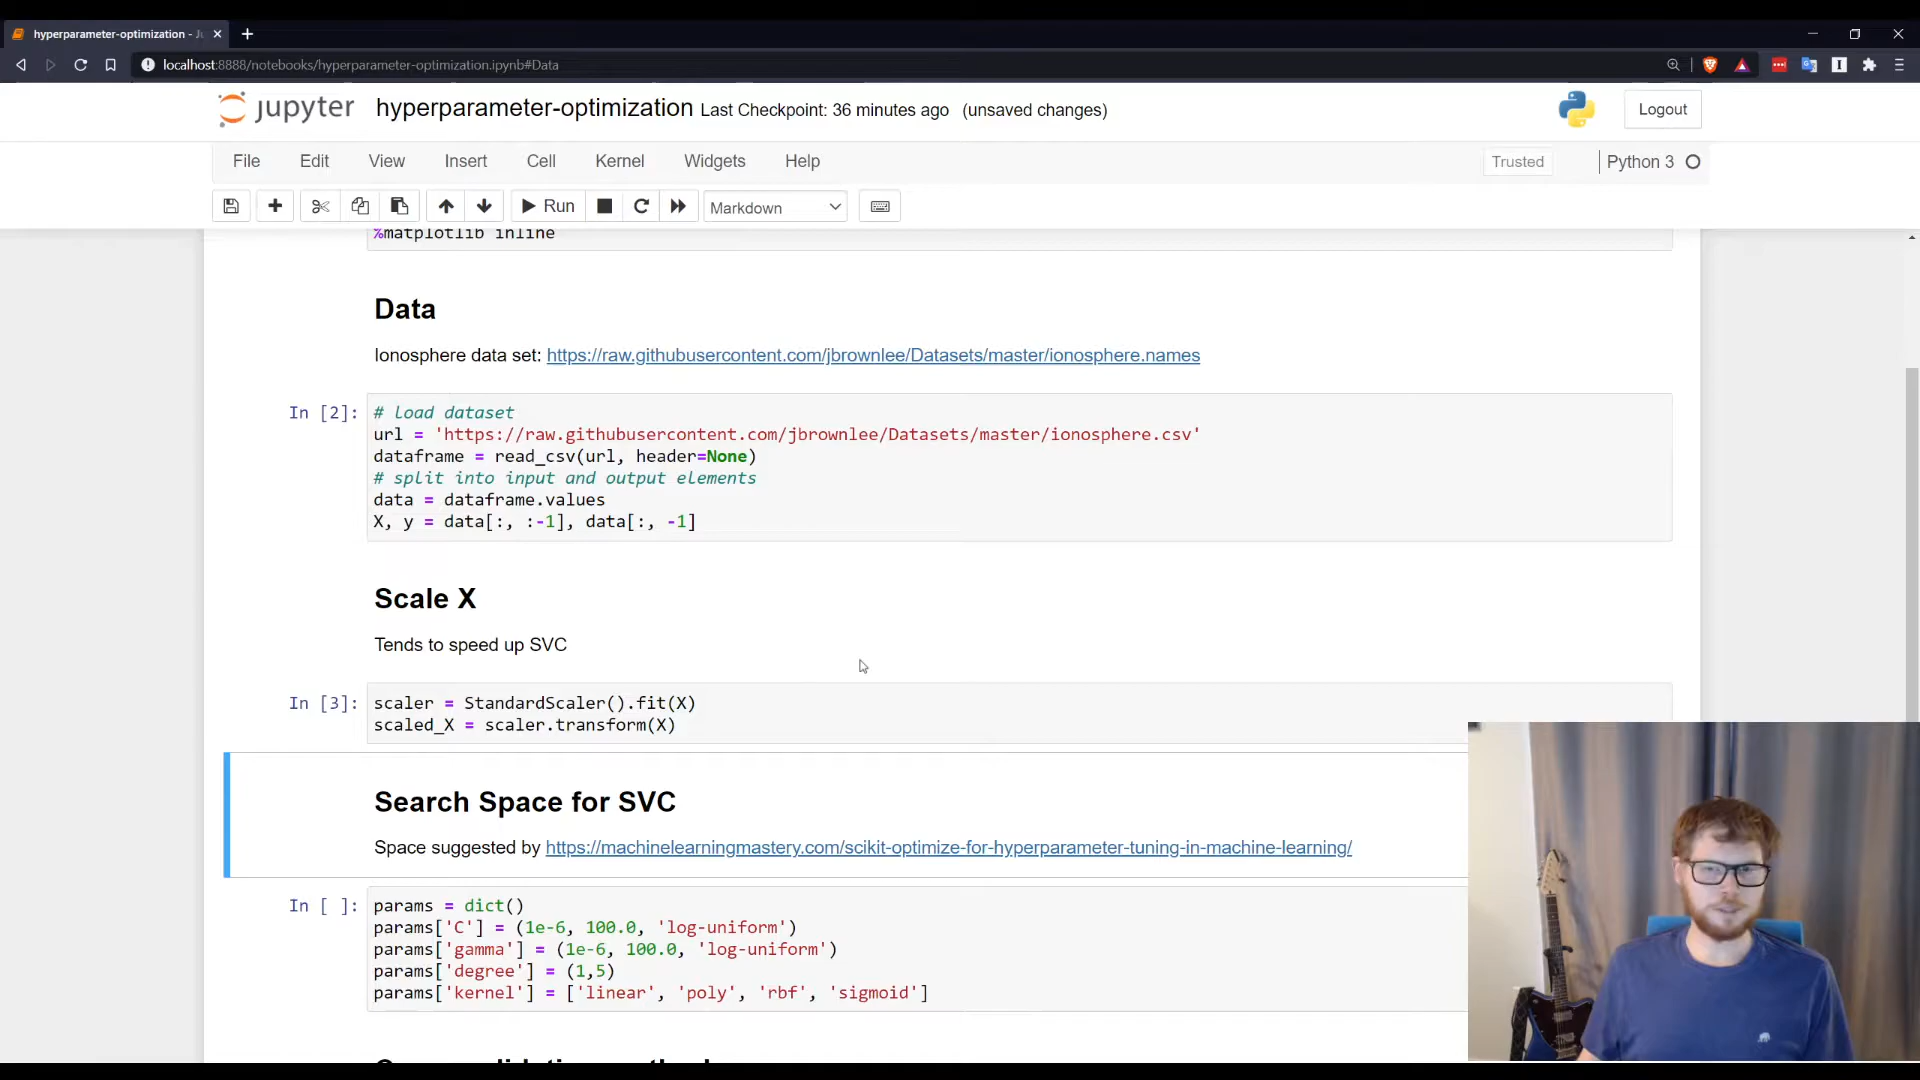 hyperparameter-optimization - Ju
localhost:8888/notebooks/hyperparameter-optimization.ipynb#Data
jupyter hyperparameter-optimization Last Checkpoint: 36 minutes ago (unsaved changes)
Logout
File Edit View Insert Cell Kernel Widgets Help
Trusted
Python 3
Run
Markdown
%matplotlib inline
Data
Ionosphere data set: https://raw.githubusercontent.com/jbrownlee/Datasets/master/ionosphere.names
In [2]:
# load dataset
url = 'https://raw.githubusercontent.com/jbrownlee/Datasets/master/ionosphere.csv'
dataframe = read_csv(url, header=None)
# split into input and output elements
data = dataframe.values
X, y = data[:, :-1], data[:, -1]
Scale X
Tends to speed up SVC
In [3]:
scaler = StandardScaler().fit(X)
scaled_X = scaler.transform(X)
Search Space for SVC
Space suggested by https://machinelearningmastery.com/scikit-optimize-for-hyperparameter-tuning-in-machine-learning/
In [ ]:
params = dict()
params['C'] = (1e-6, 100.0, 'log-uniform')
params['gamma'] = (1e-6, 100.0, 'log-uniform')
params['degree'] = (1,5)
params['kernel'] = ['linear', 'poly', 'rbf', 'sigmoid']